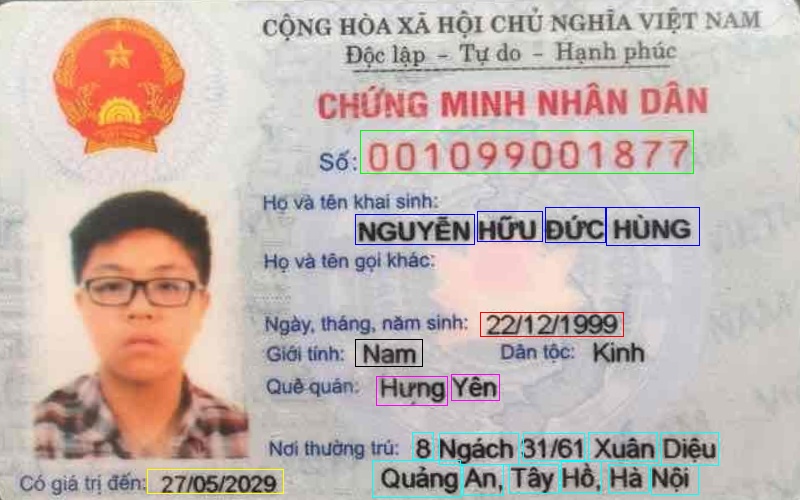 CỘNG HÒA XÃ HỘI CHỦ NGHĨA VIỆT NAM
Độc lập - Tự do - Hạnh phúc
CHỨNG MINH NHÂN DÂN
Số: 001099001877
Họ và tên khai sinh:
NGUYỄN HỮU ĐỨC HÙNG
Họ và tên gọi khác:
Ngày, tháng, năm sinh: 22/12/1999
Giới tính: Nam Dân tộc: Kinh
Quê quán: Hưng Yên
Nơi thường trú: 8 Ngách 31/61 Xuân Diệu
Quảng An, Tây Hồ, Hà Nội
Có giá trị đến: 27/05/2029